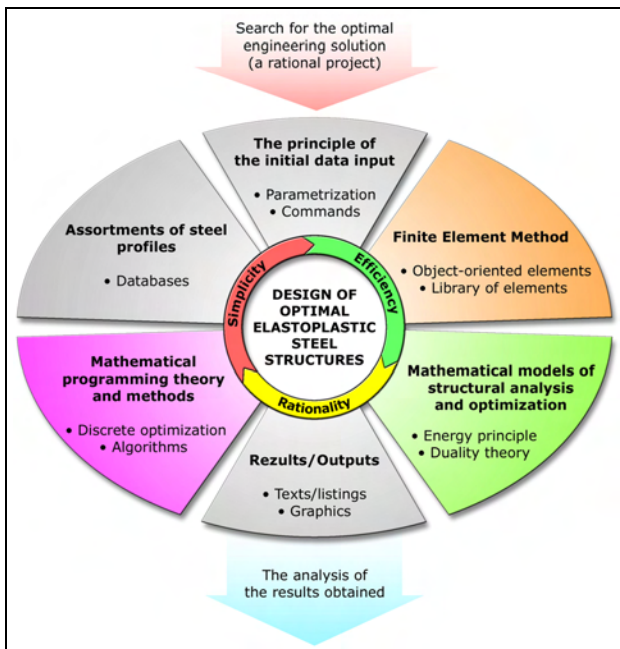 Search for the optimal
engineering solution
(a rational project)
The principle of
the initial data input
• Parametrization
• Commands
Assortments of steel
profiles
• Databases
Finite Element Method
• Object-oriented elements
• Library of elements
Simplicity
Efficiency
Rationality
DESIGN OF
OPTIMAL
ELASTOPLASTIC
STEEL
STRUCTURES
Mathematical
programming theory
and methods
• Discrete optimization
• Algorithms
Mathematical models of
structural analysis
and optimization
• Energy principle
• Duality theory
Rezults/Outputs
• Texts/listings
• Graphics
The analysis of
the results obtained